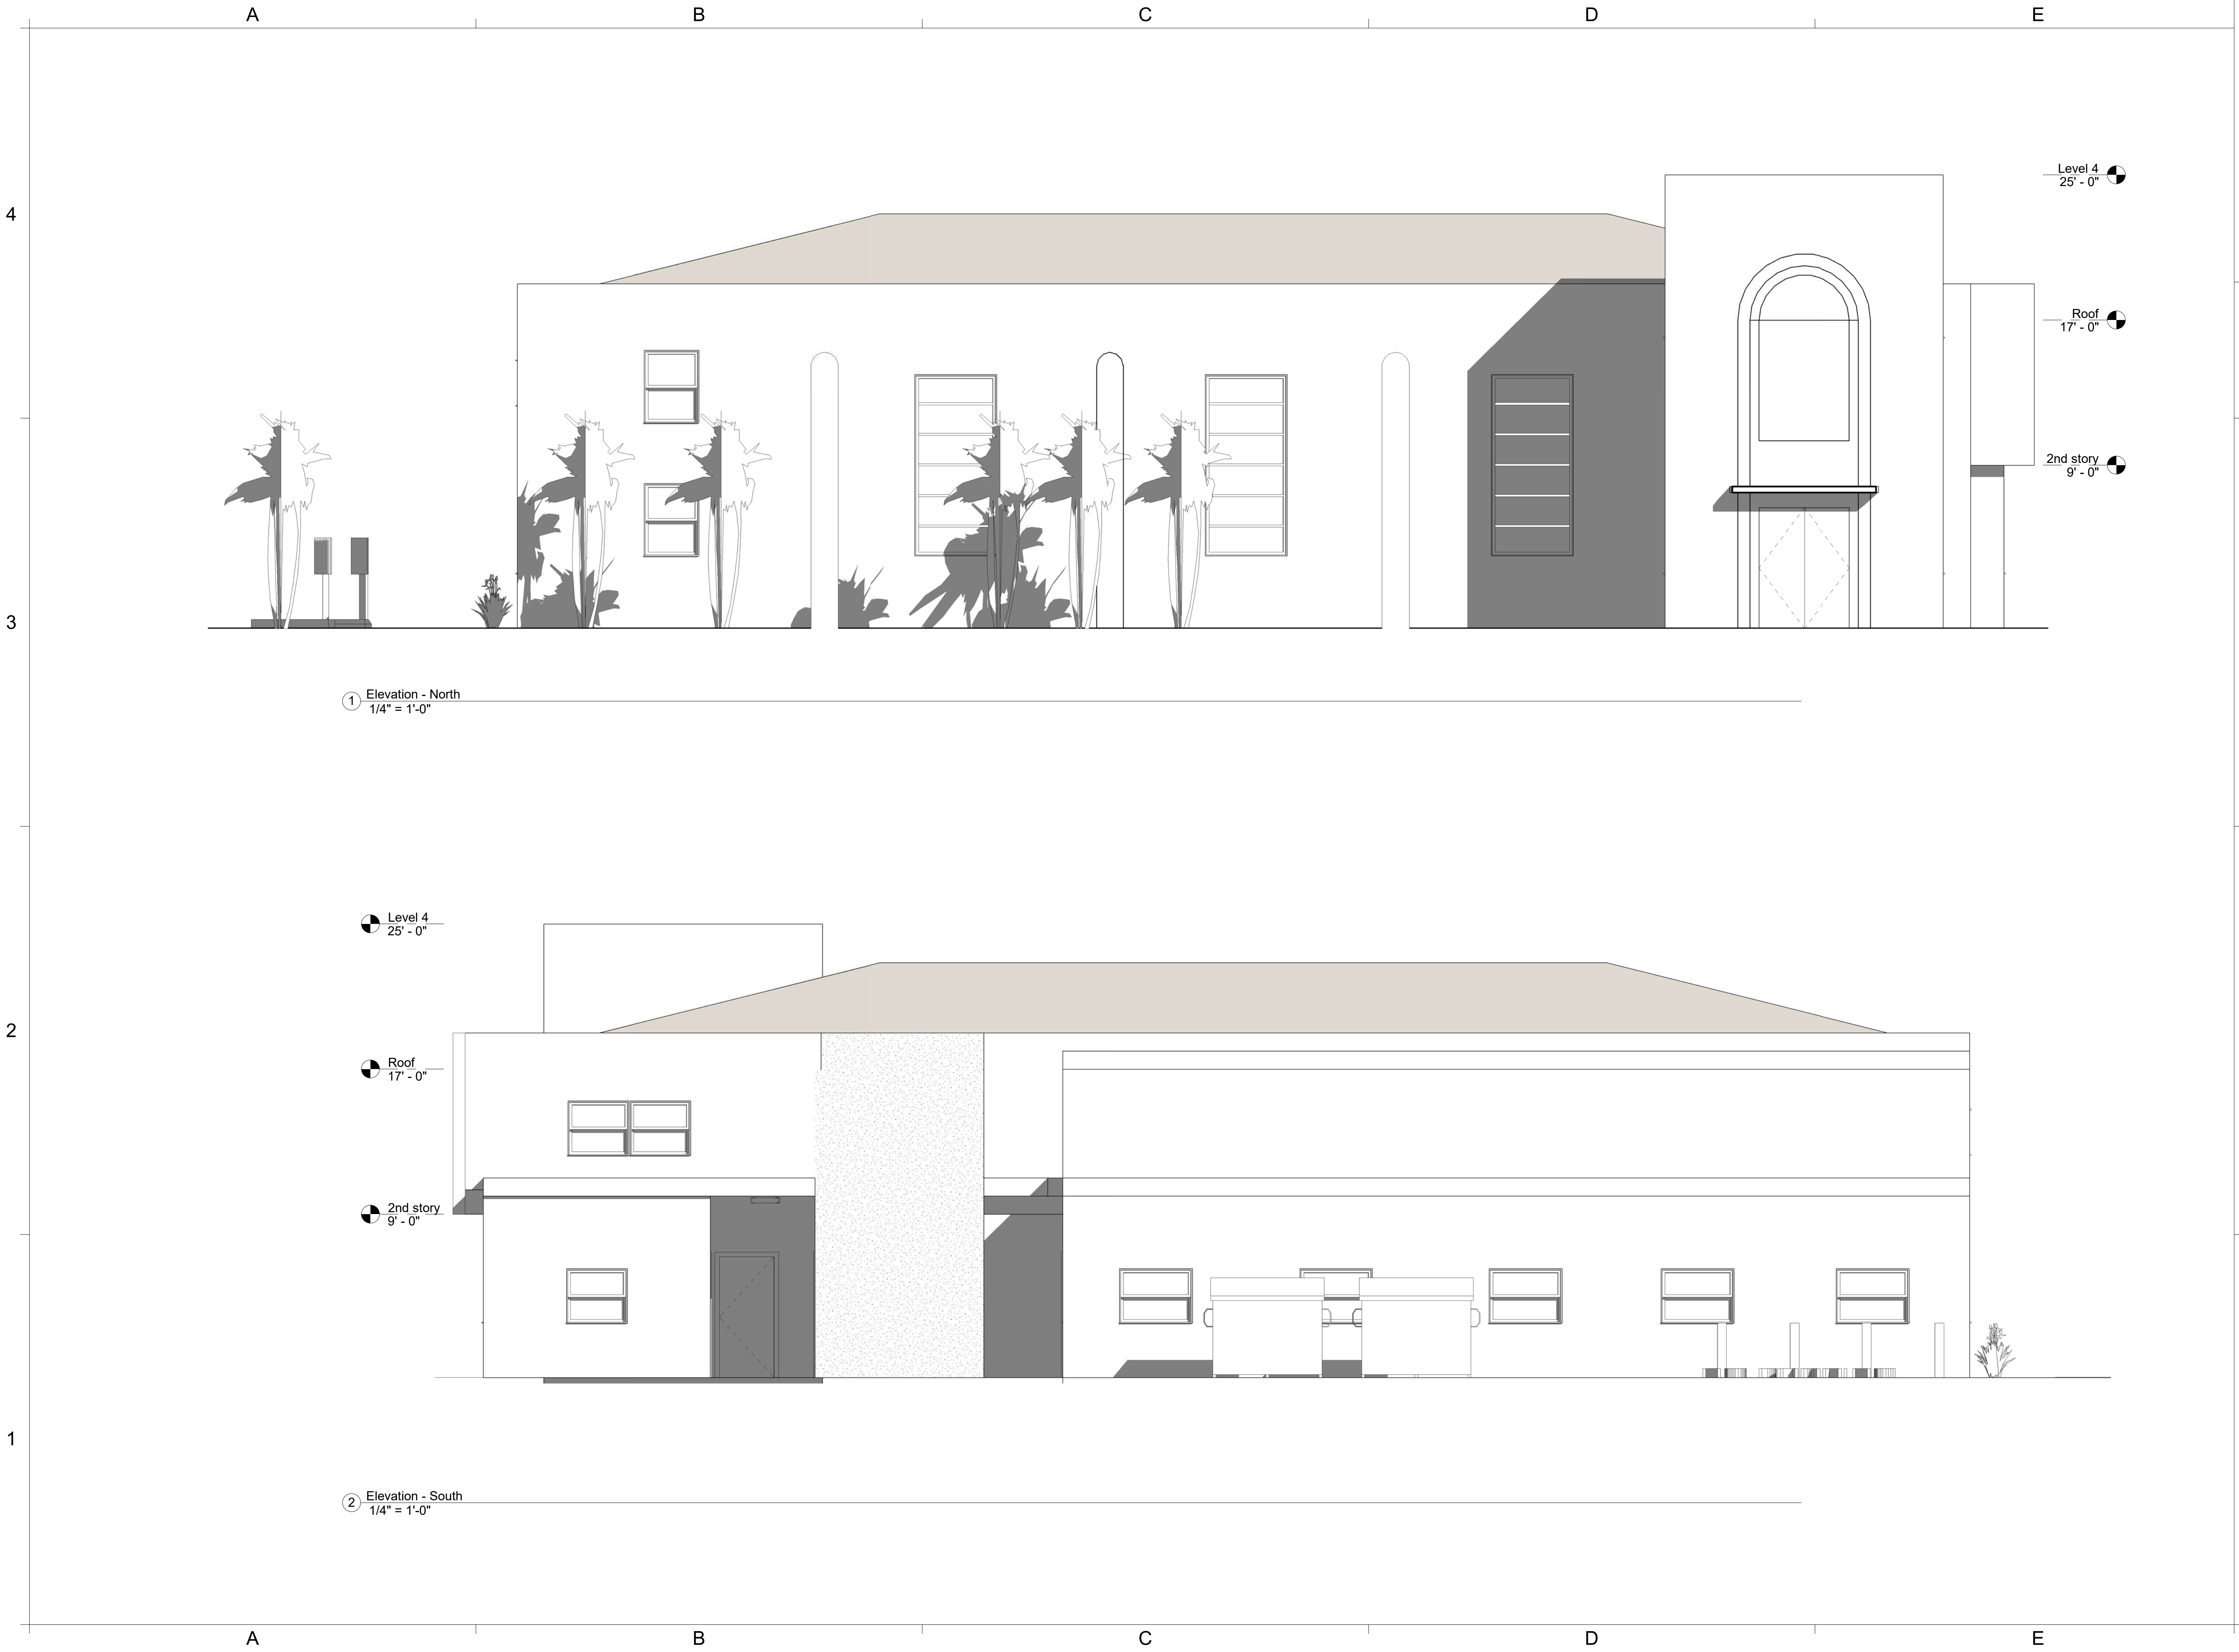 A B C D E
4
Level 4
25' - 0"
Roof
17' - 0"
2nd story
9' - 0"
3
1 Elevation - North
1/4" = 1'-0"
Level 4
25' - 0"
2
Roof
17' - 0"
2nd story
9' - 0"
1
2 Elevation - South
1/4" = 1'-0"
A B C D E